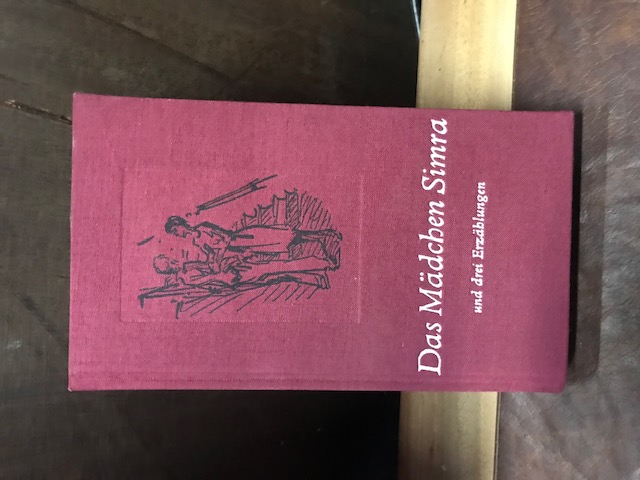 Das Mädchen Simra
und drei Erzählungen